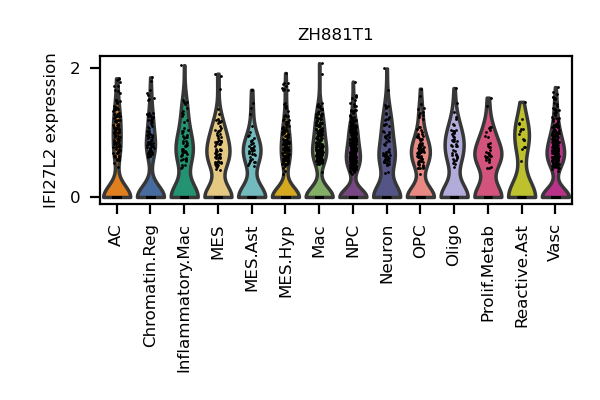 ZH881T1
IFI27L2 expression
2
0
AC
Chromatin.Reg
Inflammatory.Mac
MES
MES.Ast
MES.Hyp
Mac
NPC
Neuron
OPC
Oligo
Prolif.Metab
Reactive.Ast
Vasc